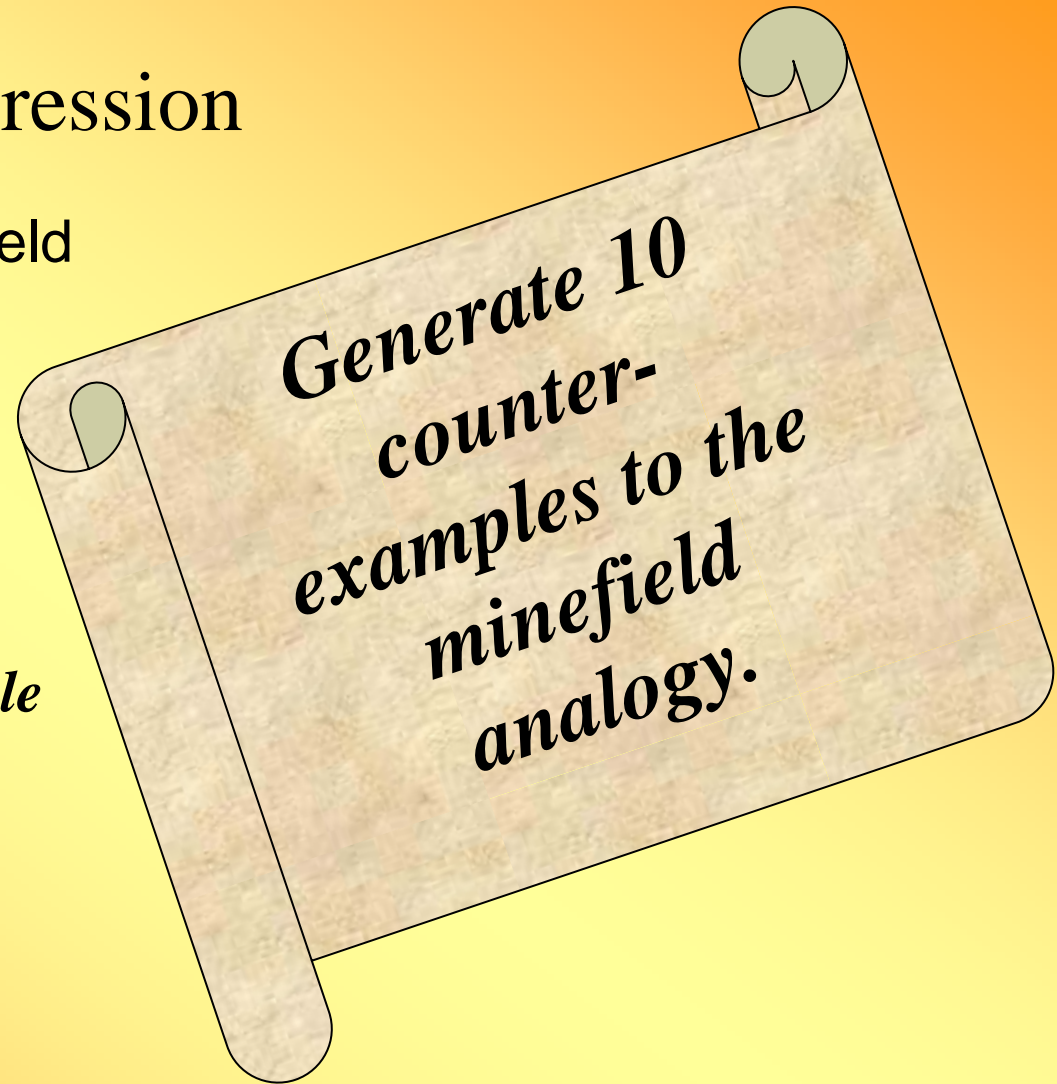 ression
eld
Generate 10
counter-
examples to the
minefield
analogy.
le